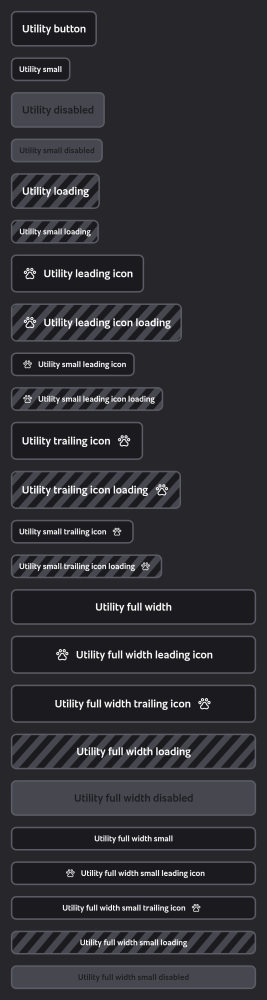 Utility button
Utility small
Utility disabled
Utility small disabled
Utility loading
Utility small loading
Utility leading icon
Utility leading icon loading
Utility small leading icon
Utility small leading icon loading
Utility trailing icon
Utility trailing icon loading
Utility small trailing icon
Utility small trailing icon loading
Utility full width
Utility full width leading icon
Utility full width trailing icon
Utility full width loading
Utility full width disabled
Utility full width small
Utility full width small leading icon
Utility full width small trailing icon
Utility full width small loading
Utility full width small disabled